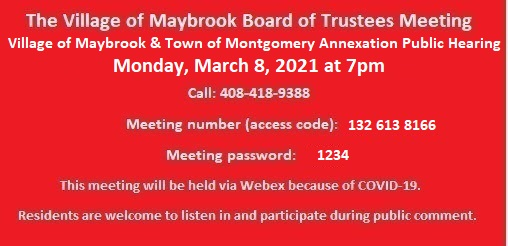 The Village of Maybrook Board of Trustees Meeting
Village of Maybrook & Town of Montgomery Annexation Public Hearing
Monday, March 8, 2021 at 7pm
Call: 408-418-9388
Meeting number (access code): 132 613 8166
Meeting password: 1234
This meeting will be held via Webex because of COVID-19.
Residents are welcome to listen in and participate during public comment.